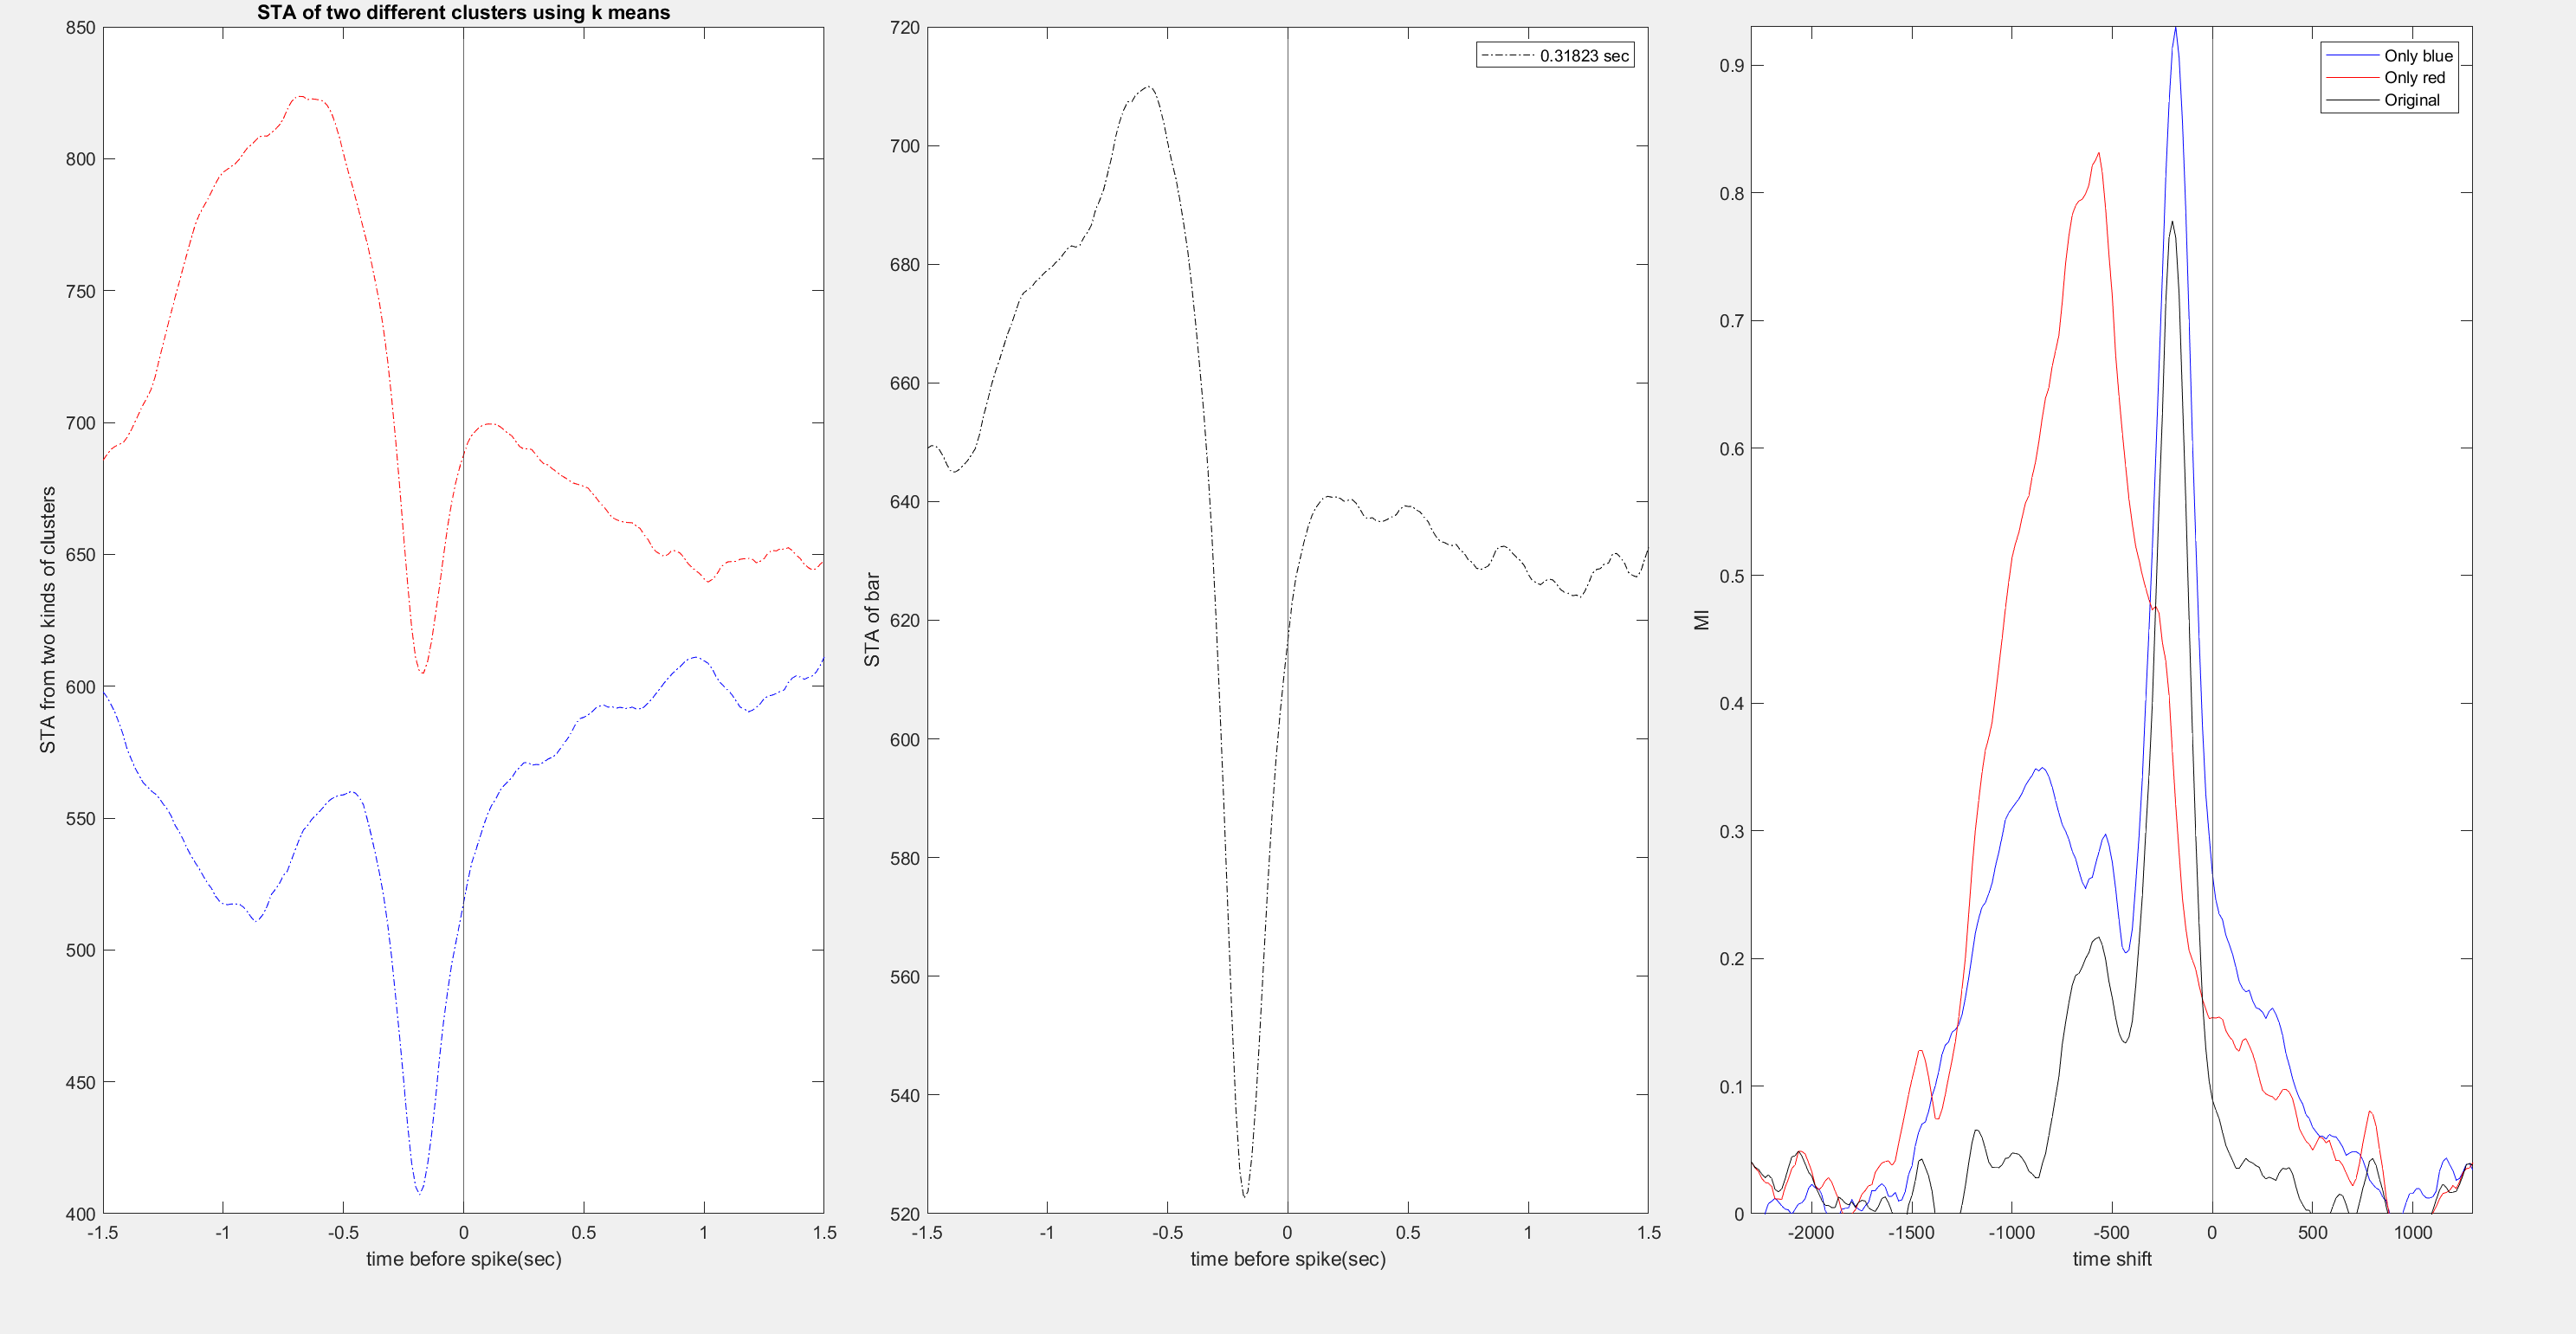 STA of two different clusters using k means
850
800
750
700
650
600
550
500
450
400
-1.5 -1 -0.5 0 0.5 1 1.5
time before spike(sec)
STA from two kinds of clusters
720
700
680
660
640
620
600
580
560
540
520
-1.5 -1 -0.5 0 0.5 1 1.5
time before spike(sec)
STA of bar
0.31823 sec
0.9
0.8
0.7
0.6
0.5
0.4
0.3
0.2
0.1
0
-2000 -1500 -1000 -500 0 500 1000
time shift
MI
Only blue
Only red
Original